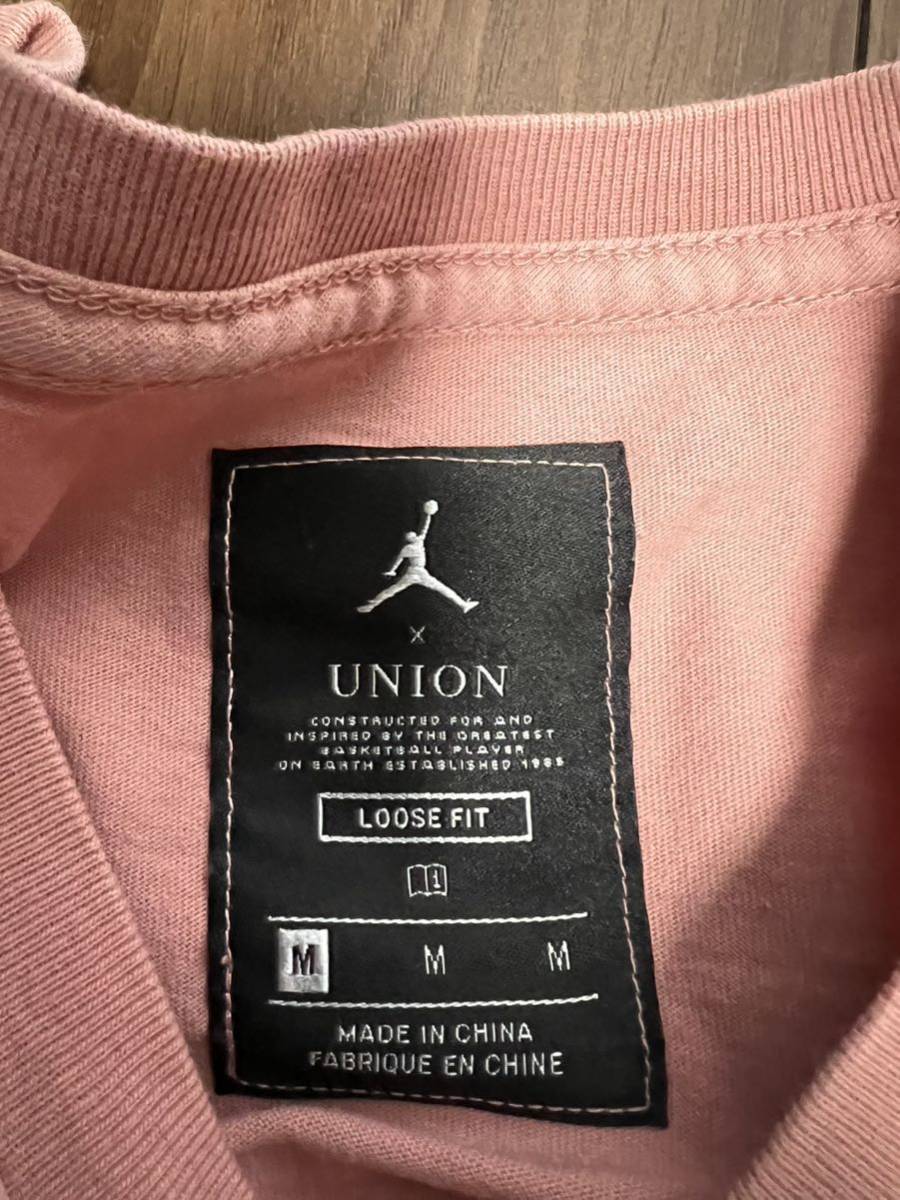 X
UNION
CONSTRUCTED FOR AND
INSPIRED BY THE GREATEST
BASKETBALL PLAYER
ON EARTH ESTABLISHED 1985
LOOSE FIT
i
M M M
MADE IN CHINA
FABRIQUE EN CHINE